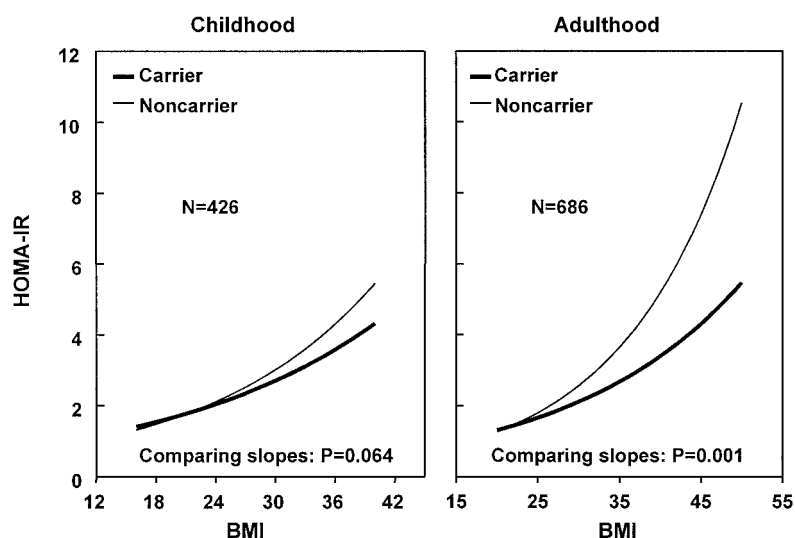 Childhood
Adulthood
HOMA-IR
12
10
8
6
4
2
0
Carrier
Noncarrier
N=426
Comparing slopes: P=0.064
12 18 24 30 36 42
BMI
Carrier
Noncarrier
N=686
Comparing slopes: P=0.001
15 25 35 45 55
BMI